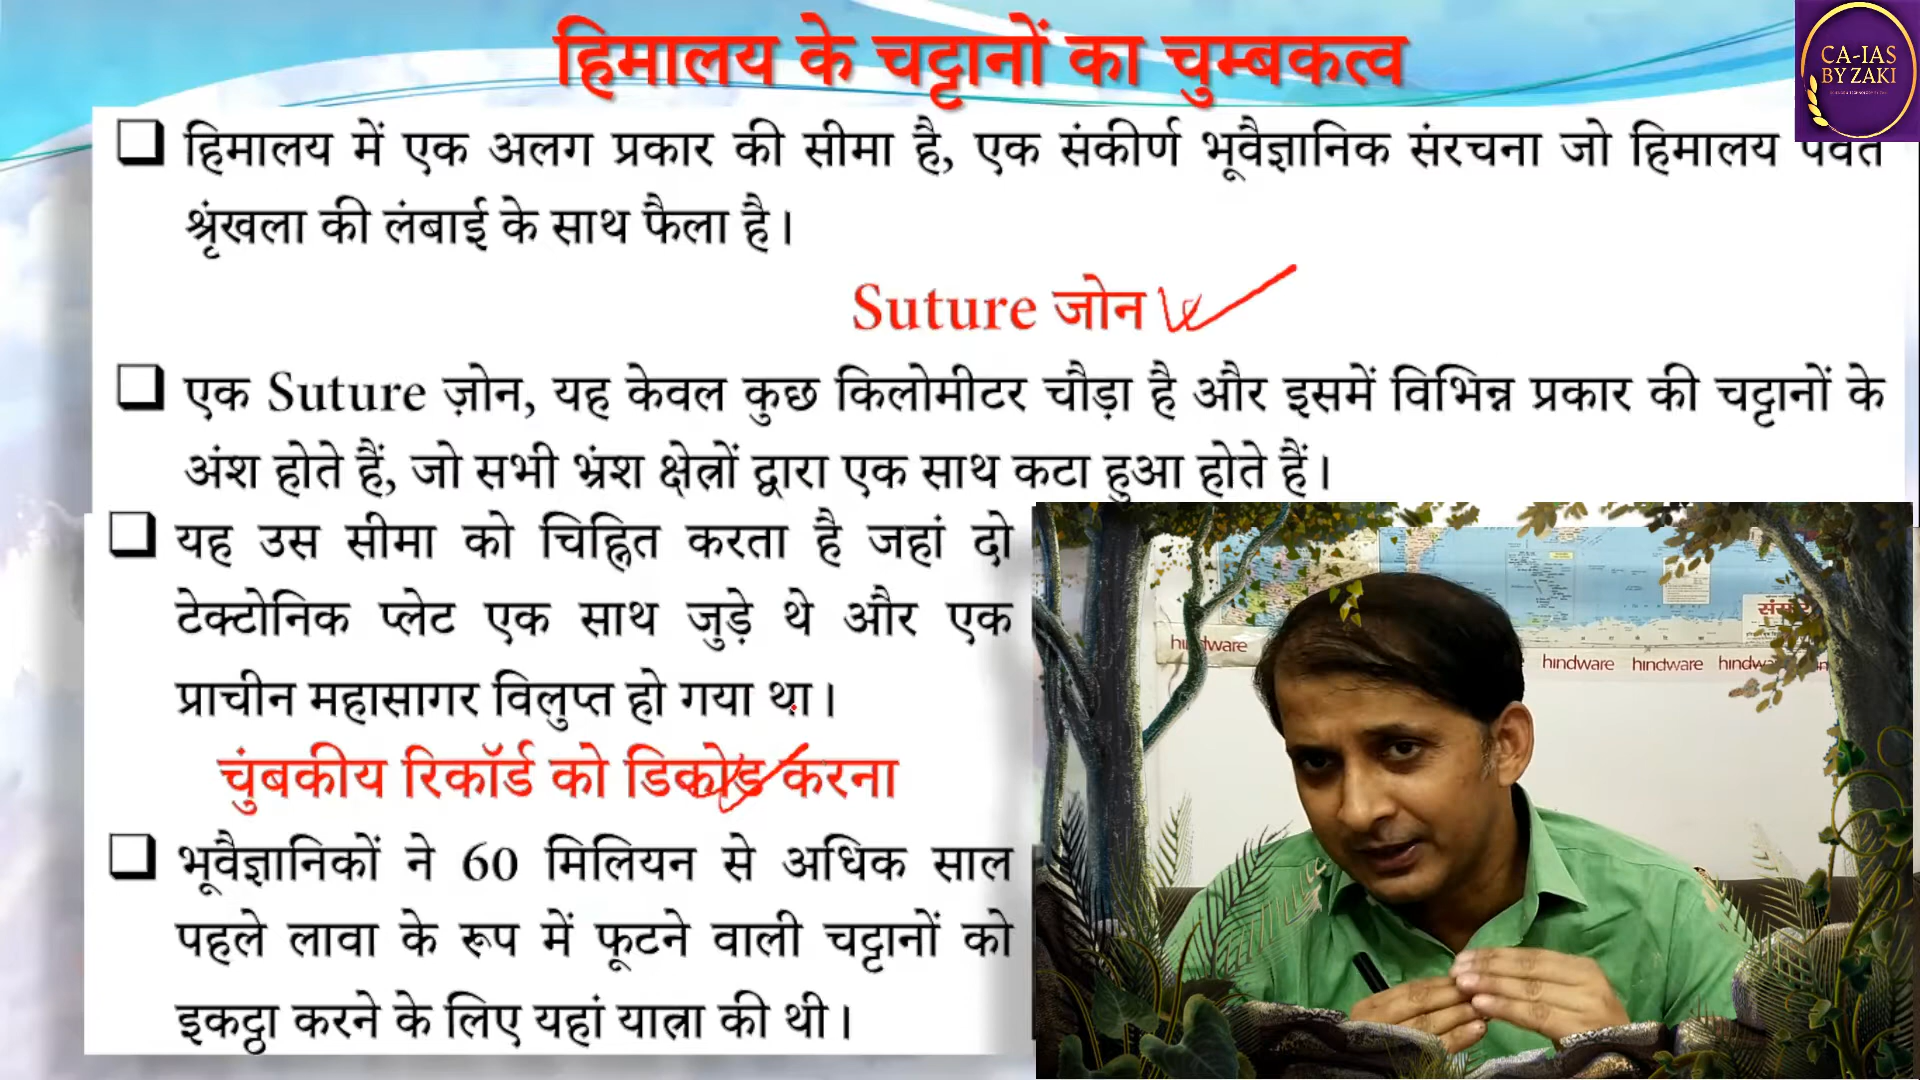 हिमालय के चट्टानों का चुम्बकत्व
CA-IAS
BY ZAKI
हिमालय में एक अलग प्रकार की सीमा है, एक संकीर्ण भूवैज्ञानिक संरचना जो हिमालय पर्वत
श्रृंखला की लंबाई के साथ फैला है।
Suture जोन
एक Suture ज़ोन, यह केवल कुछ किलोमीटर चौड़ा है और इसमें विभिन्न प्रकार की चट्टानों के
अंश होते हैं, जो सभी भ्रंश क्षेत्रों द्वारा एक साथ कटा हुआ होते हैं।
यह उस सीमा को चिह्नित करता है जहां दो
टेक्टोनिक प्लेट एक साथ जुड़े थे और एक
प्राचीन महासागर विलुप्त हो गया था।
चुंबकीय रिकॉर्ड को डिकोड करना
भूवैज्ञानिकों ने 60 मिलियन से अधिक साल
पहले लावा के रूप में फूटने वाली चट्टानों को
इकट्ठा करने के लिए यहां यात्रा की थी।
hindware hindware hindware